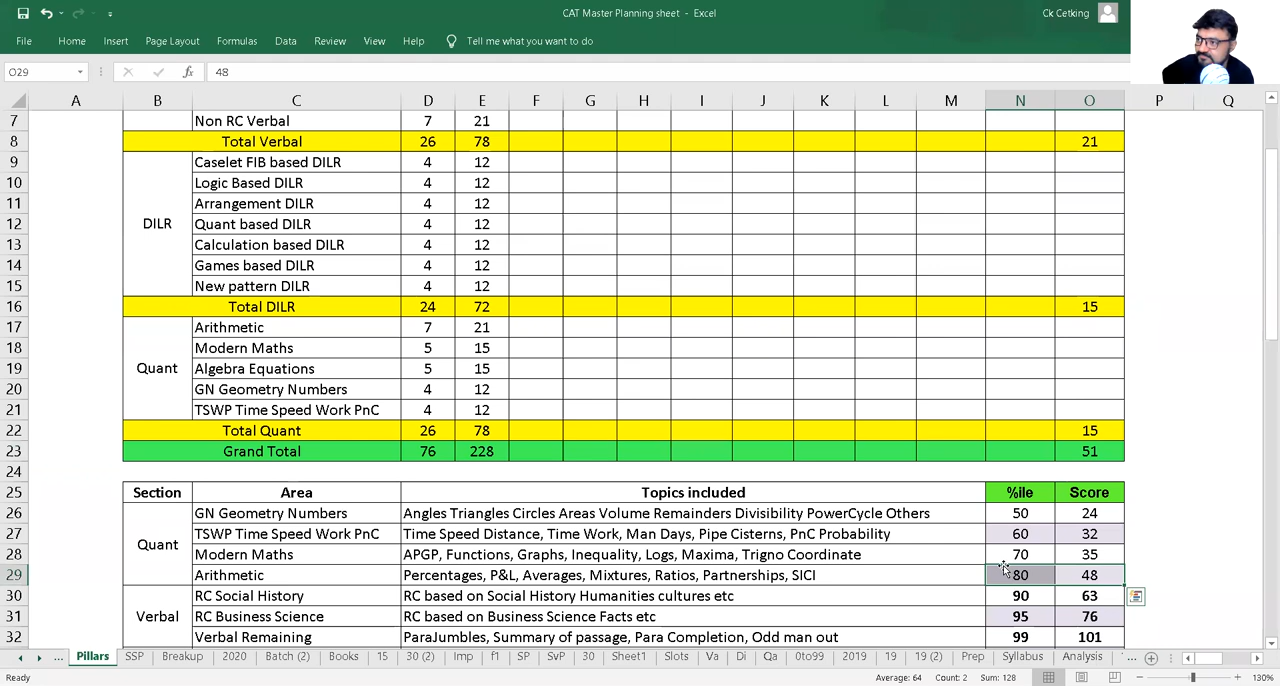 CAT Master Planning sheet - Excel
Ck Cetking
File Home Insert Page Layout Formulas Data Review View Help Tell me what you want to do
O29 fx 48
A B C D E F G H I J K L M N O P Q
7 Non RC Verbal 7 21
8 Total Verbal 26 78 21
9 Caselet FIB based DILR 4 12
10 Logic Based DILR 4 12
11 Arrangement DILR 4 12
12 DILR Quant based DILR 4 12
13 Calculation based DILR 4 12
14 Games based DILR 4 12
15 New pattern DILR 4 12
16 Total DILR 24 72 15
17 Arithmetic 7 21
18 Modern Maths 5 15
19 Quant Algebra Equations 5 15
20 GN Geometry Numbers 4 12
21 TSWP Time Speed Work PnC 4 12
22 Total Quant 26 78 15
23 Grand Total 76 228 51
24
25 Section Area Topics included %ile Score
26 GN Geometry Numbers Angles Triangles Circles Areas Volume Remainders Divisibility PowerCycle Others 50 24
27 Quant TSWP Time Speed Work PnC Time Speed Distance, Time Work, Man Days, Pipe Cisterns, PnC Probability 60 32
28 Modern Maths APGP, Functions, Graphs, Inequality, Logs, Maxima, Trigno Coordinate 70 35
29 Arithmetic Percentages, P&L, Averages, Mixtures, Ratios, Partnerships, SICI 80 48
30 RC Social History RC based on Social History Humanities cultures etc 90 63
31 Verbal RC Business Science RC based on Business Science Facts etc 95 76
32 Verbal Remaining ParaJumbles, Summary of passage, Para Completion, Odd man out 99 101
... Pillars SSP Breakup 2020 Batch (2) Books 15 30 (2) Imp f1 SP SvP 30 Sheet1 Slots Va Di Qa 0to99 2019 19 19 (2) Prep Syllabus Analysis ...
Ready Average: 64 Count: 2 Sum: 128 130%